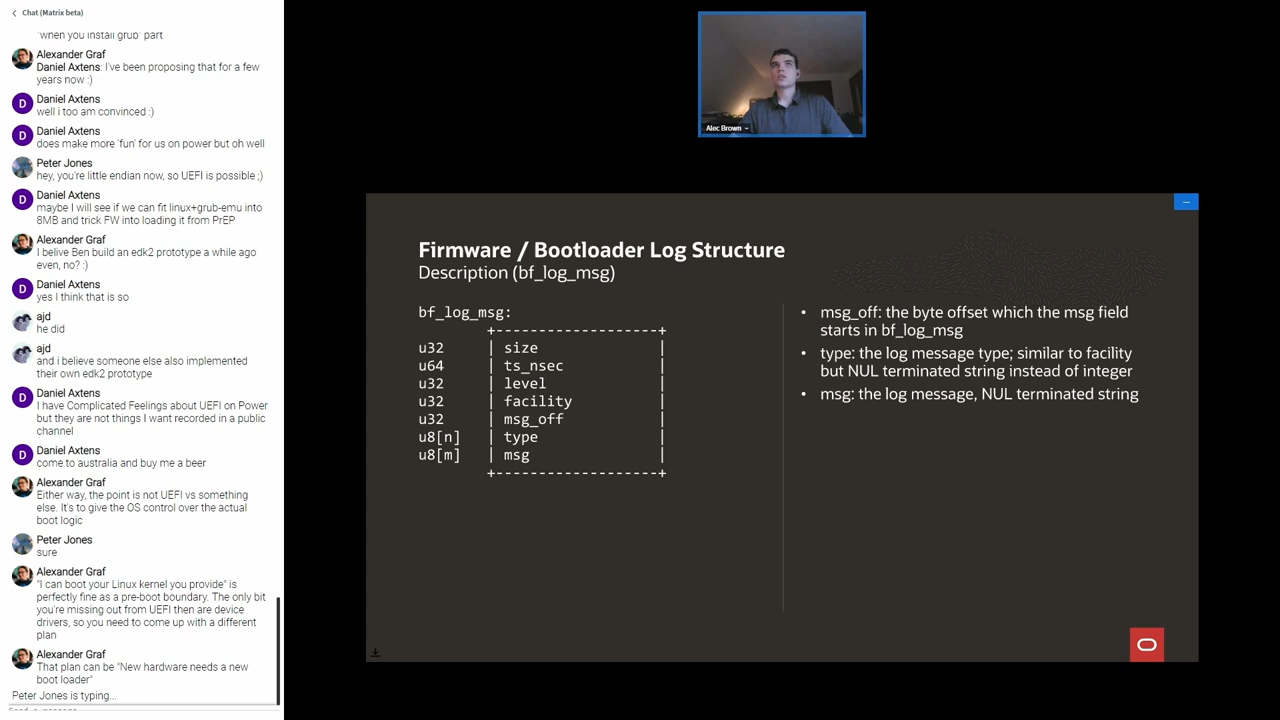 Chat (Matrix beta)
'when you install grub' part
Alexander Graf
Daniel Axtens: I've been proposing that for a few
years now :)
Daniel Axtens
well i too am convinced :)
Daniel Axtens
does make more 'fun' for us on power but oh well
Peter Jones
hey, you're little endian now, so UEFI is possible ;)
Daniel Axtens
maybe I will see if we can fit linux+grub-emu into
8MB and trick FW into loading it from PrEP
Alexander Graf
I belive Ben build an edk2 prototype a while ago
even, no? :)
Daniel Axtens
yes I think that is so
ajd
he did
ajd
and i believe someone else also implemented
their own edk2 prototype
Daniel Axtens
I have Complicated Feelings about UEFI on Power
but they are not things I want recorded in a public
channel
Daniel Axtens
come to australia and buy me a beer
Alexander Graf
Either way, the point is not UEFI vs something
else. It's to give the OS control over the actual
boot logic
Peter Jones
sure
Alexander Graf
"I can boot your Linux kernel you provide" is
perfectly fine as a pre-boot boundary. The only bit
you're missing out from UEFI then are device
drivers, so you need to come up with a different
plan
Alexander Graf
That plan can be "New hardware needs a new
boot loader"
Peter Jones is typing...
D
D
D
D
D
D
Alec Brown
Firmware / Bootloader Log Structure
Description (bf_log_msg)
bf_log_msg:
+-------------------+
u32 | size |
u64 | ts_nsec |
u32 | level |
u32 | facility |
u32 | msg_off |
u8[n] | type |
u8[m] | msg |
+-------------------+
• msg_off: the byte offset which the msg field
starts in bf_log_msg
• type: the log message type; similar to facility
but NUL terminated string instead of integer
• msg: the log message, NUL terminated string